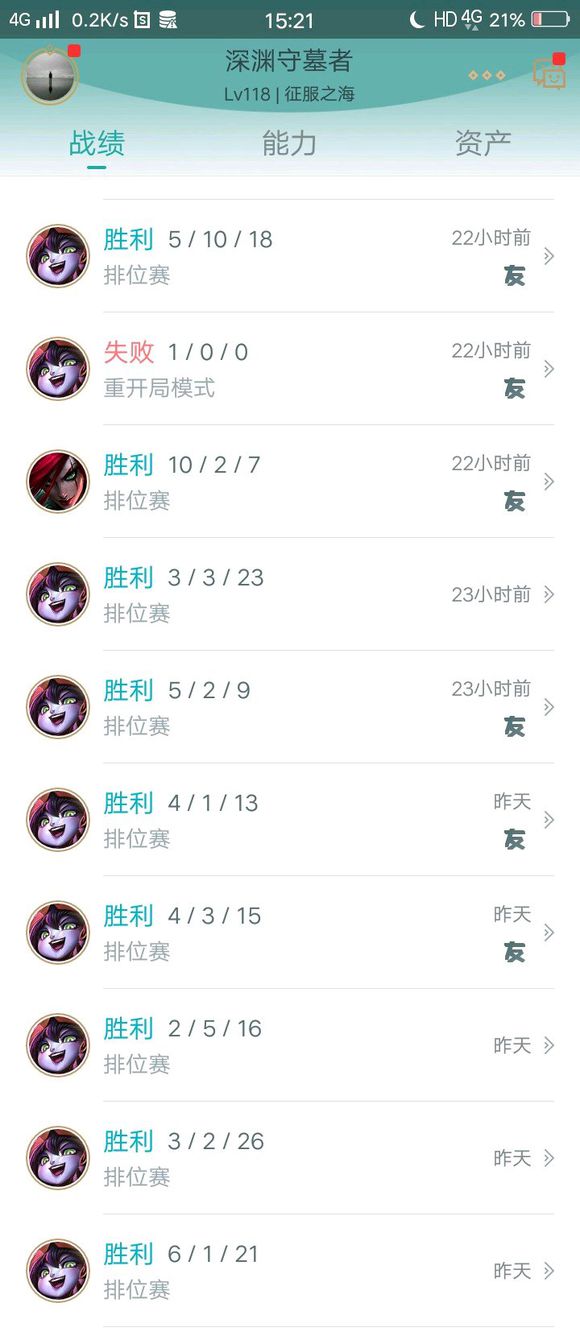 4G 0.2K/s 15:21 HD 4G 21%
深渊守墓者
Lv118 | 征服之海
战绩 能力 资产
胜利 5 / 10 / 18 22小时前
排位赛 友
失败 1 / 0 / 0 22小时前
重开局模式 友
胜利 10 / 2 / 7 22小时前
排位赛 友
胜利 3 / 3 / 23 23小时前
排位赛
胜利 5 / 2 / 9 23小时前
排位赛 友
胜利 4 / 1 / 13 昨天
排位赛 友
胜利 4 / 3 / 15 昨天
排位赛 友
胜利 2 / 5 / 16 昨天
排位赛
胜利 3 / 2 / 26 昨天
排位赛
胜利 6 / 1 / 21 昨天
排位赛